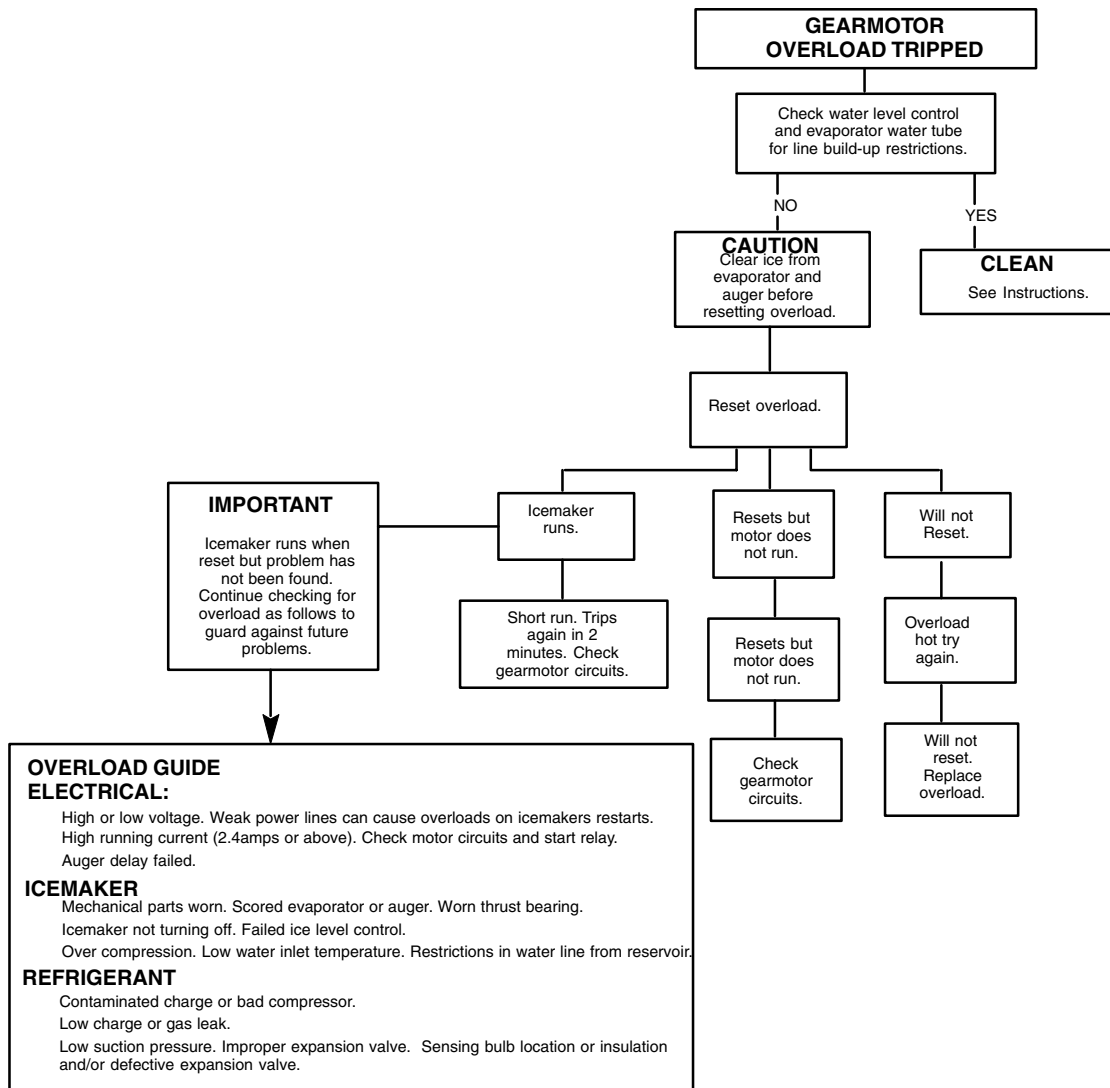 GEARMOTOR
OVERLOAD TRIPPED
Check water level control
and evaporator water tube
for line build-up restrictions.
NO
YES
CAUTION
Clear ice from
evaporator and
auger before
resetting overload.
CLEAN
See Instructions.
Reset overload.
IMPORTANT
Icemaker runs when
reset but problem has
not been found.
Continue checking for
overload as follows to
guard against future
problems.
Icemaker
runs.
Short run. Trips
again in 2
minutes. Check
gearmotor circuits.
Resets but
motor does
not run.
Resets but
motor does
not run.
Check
gearmotor
circuits.
Will not
Reset.
Overload
hot try
again.
Will not
reset.
Replace
overload.
OVERLOAD GUIDE
ELECTRICAL:
High or low voltage. Weak power lines can cause overloads on icemakers restarts.
High running current (2.4amps or above). Check motor circuits and start relay.
Auger delay failed.
ICEMAKER
Mechanical parts worn. Scored evaporator or auger. Worn thrust bearing.
Icemaker not turning off. Failed ice level control.
Over compression. Low water inlet temperature. Restrictions in water line from reservoir.
REFRIGERANT
Contaminated charge or bad compressor.
Low charge or gas leak.
Low suction pressure. Improper expansion valve. Sensing bulb location or insulation
and/or defective expansion valve.